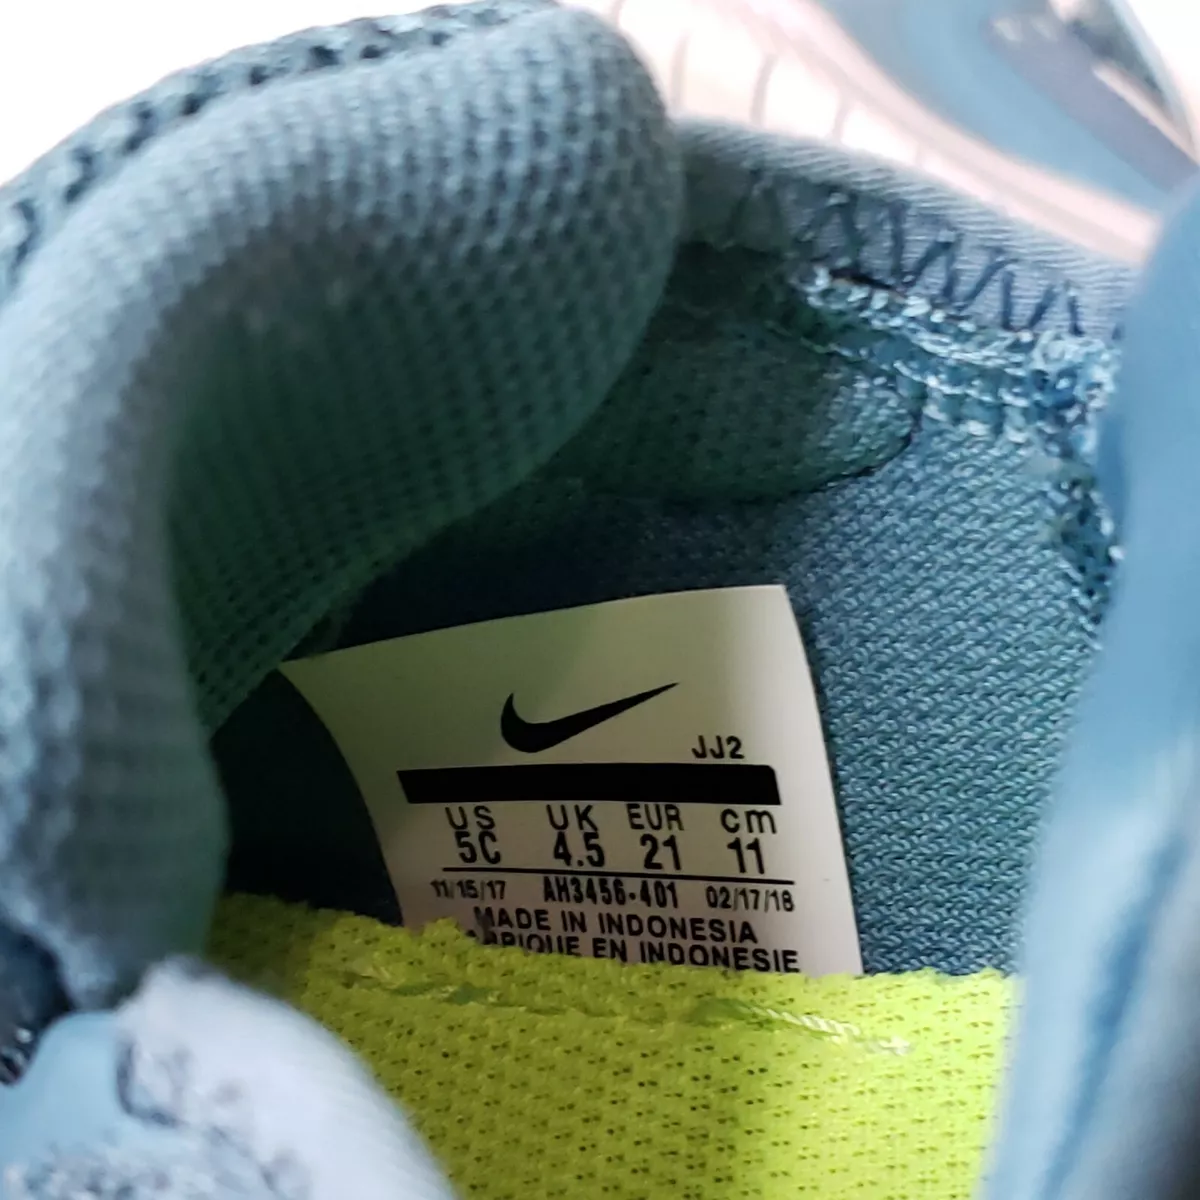 JJ2
US UK EUR cm
5C 4.5 21 11
11/15/17 AH3456-401 02/17/18
MADE IN INDONESIA
EN INDONESIE